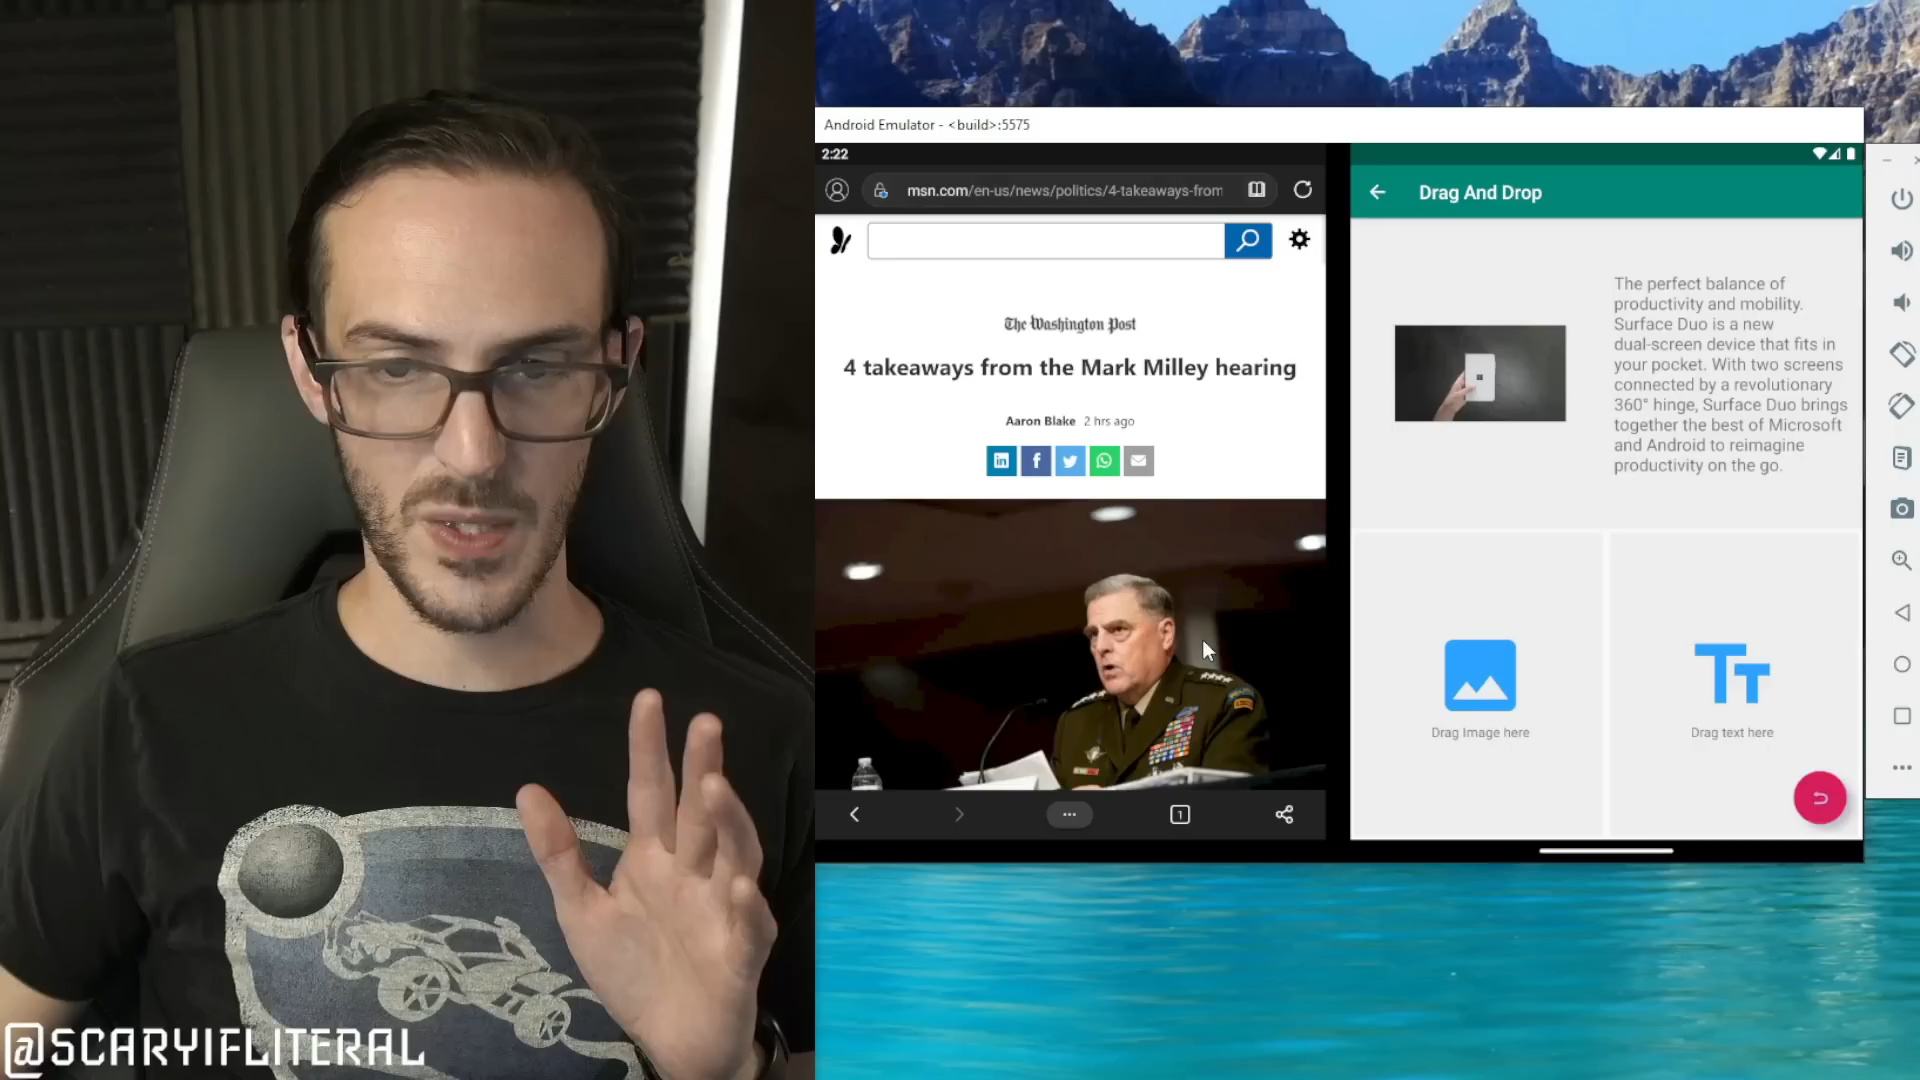 Android Emulator - <build>:5575
2:22
msn.com/en-us/news/politics/4-takeaways-from
The Washington Post
4 takeaways from the Mark Milley hearing
Aaron Blake 2 hrs ago
in f
1
Drag And Drop
The perfect balance of
productivity and mobility.
Surface Duo is a new
dual-screen device that fits in
your pocket. With two screens
connected by a revolutionary
360° hinge, Surface Duo brings
together the best of Microsoft
and Android to reimagine
productivity on the go.
Drag Image here
TT
Drag text here
@SCARYIFLITERAL